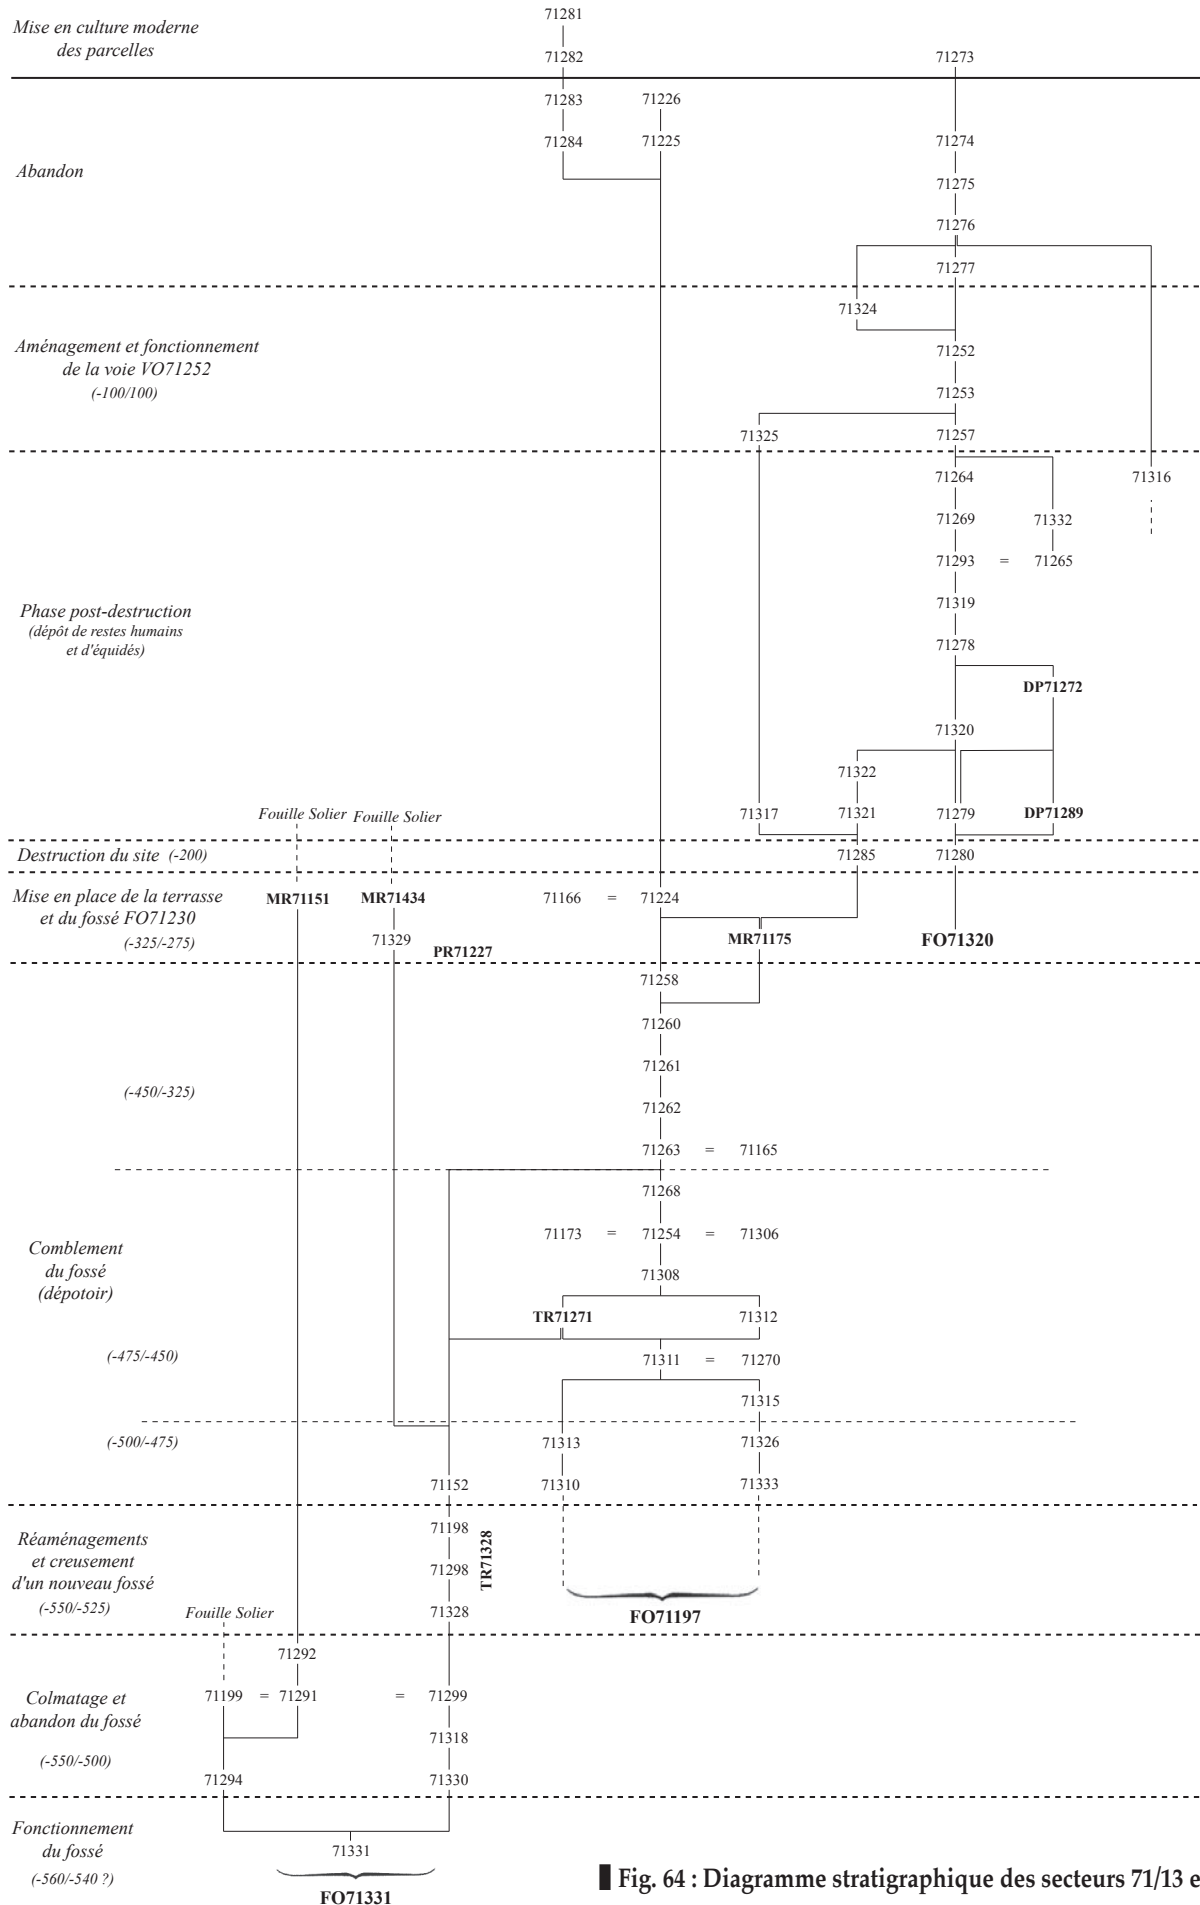 Mise en culture moderne
des parcelles
71281
71282
71273
71283
71226
71284
71225
71274
Abandon
71275
71276
71277
71324
Aménagement et fonctionnement
de la voie VO71252
(-100/100)
71252
71253
71325
71257
71264
71316
71269
71332
71293 = 71265
71319
Phase post-destruction
(dépôt de restes humains
et d'équidés)
71278
DP71272
71320
71322
Fouille Solier Fouille Solier
71317
71321
71279
DP71289
Destruction du site (-200)
71285
71280
Mise en place de la terrasse
et du fossé FO71230
(-325/-275)
MR71151
MR71434
71166 = 71224
71329
PR71227
MR71175
FO71320
71258
71260
71261
(-450/-325)
71262
71263 = 71165
71268
71173 = 71254 = 71306
Comblement
du fossé
(dépotoir)
71308
TR71271
71312
(-475/-450)
71311 = 71270
71315
(-500/-475)
71313
71326
71152
71310
71333
Réaménagements
et creusement
d'un nouveau fossé
(-550/-525)
71198
71298
TR71328
71328
Fouille Solier
FO71197
71292
71199 = 71291 = 71299
Colmatage et
abandon du fossé
(-550/-500)
71318
71294
71330
Fonctionnement
du fossé
(-560/-540 ?)
71331
FO71331
Fig. 64 : Diagramme stratigraphique des secteurs 71/13 e